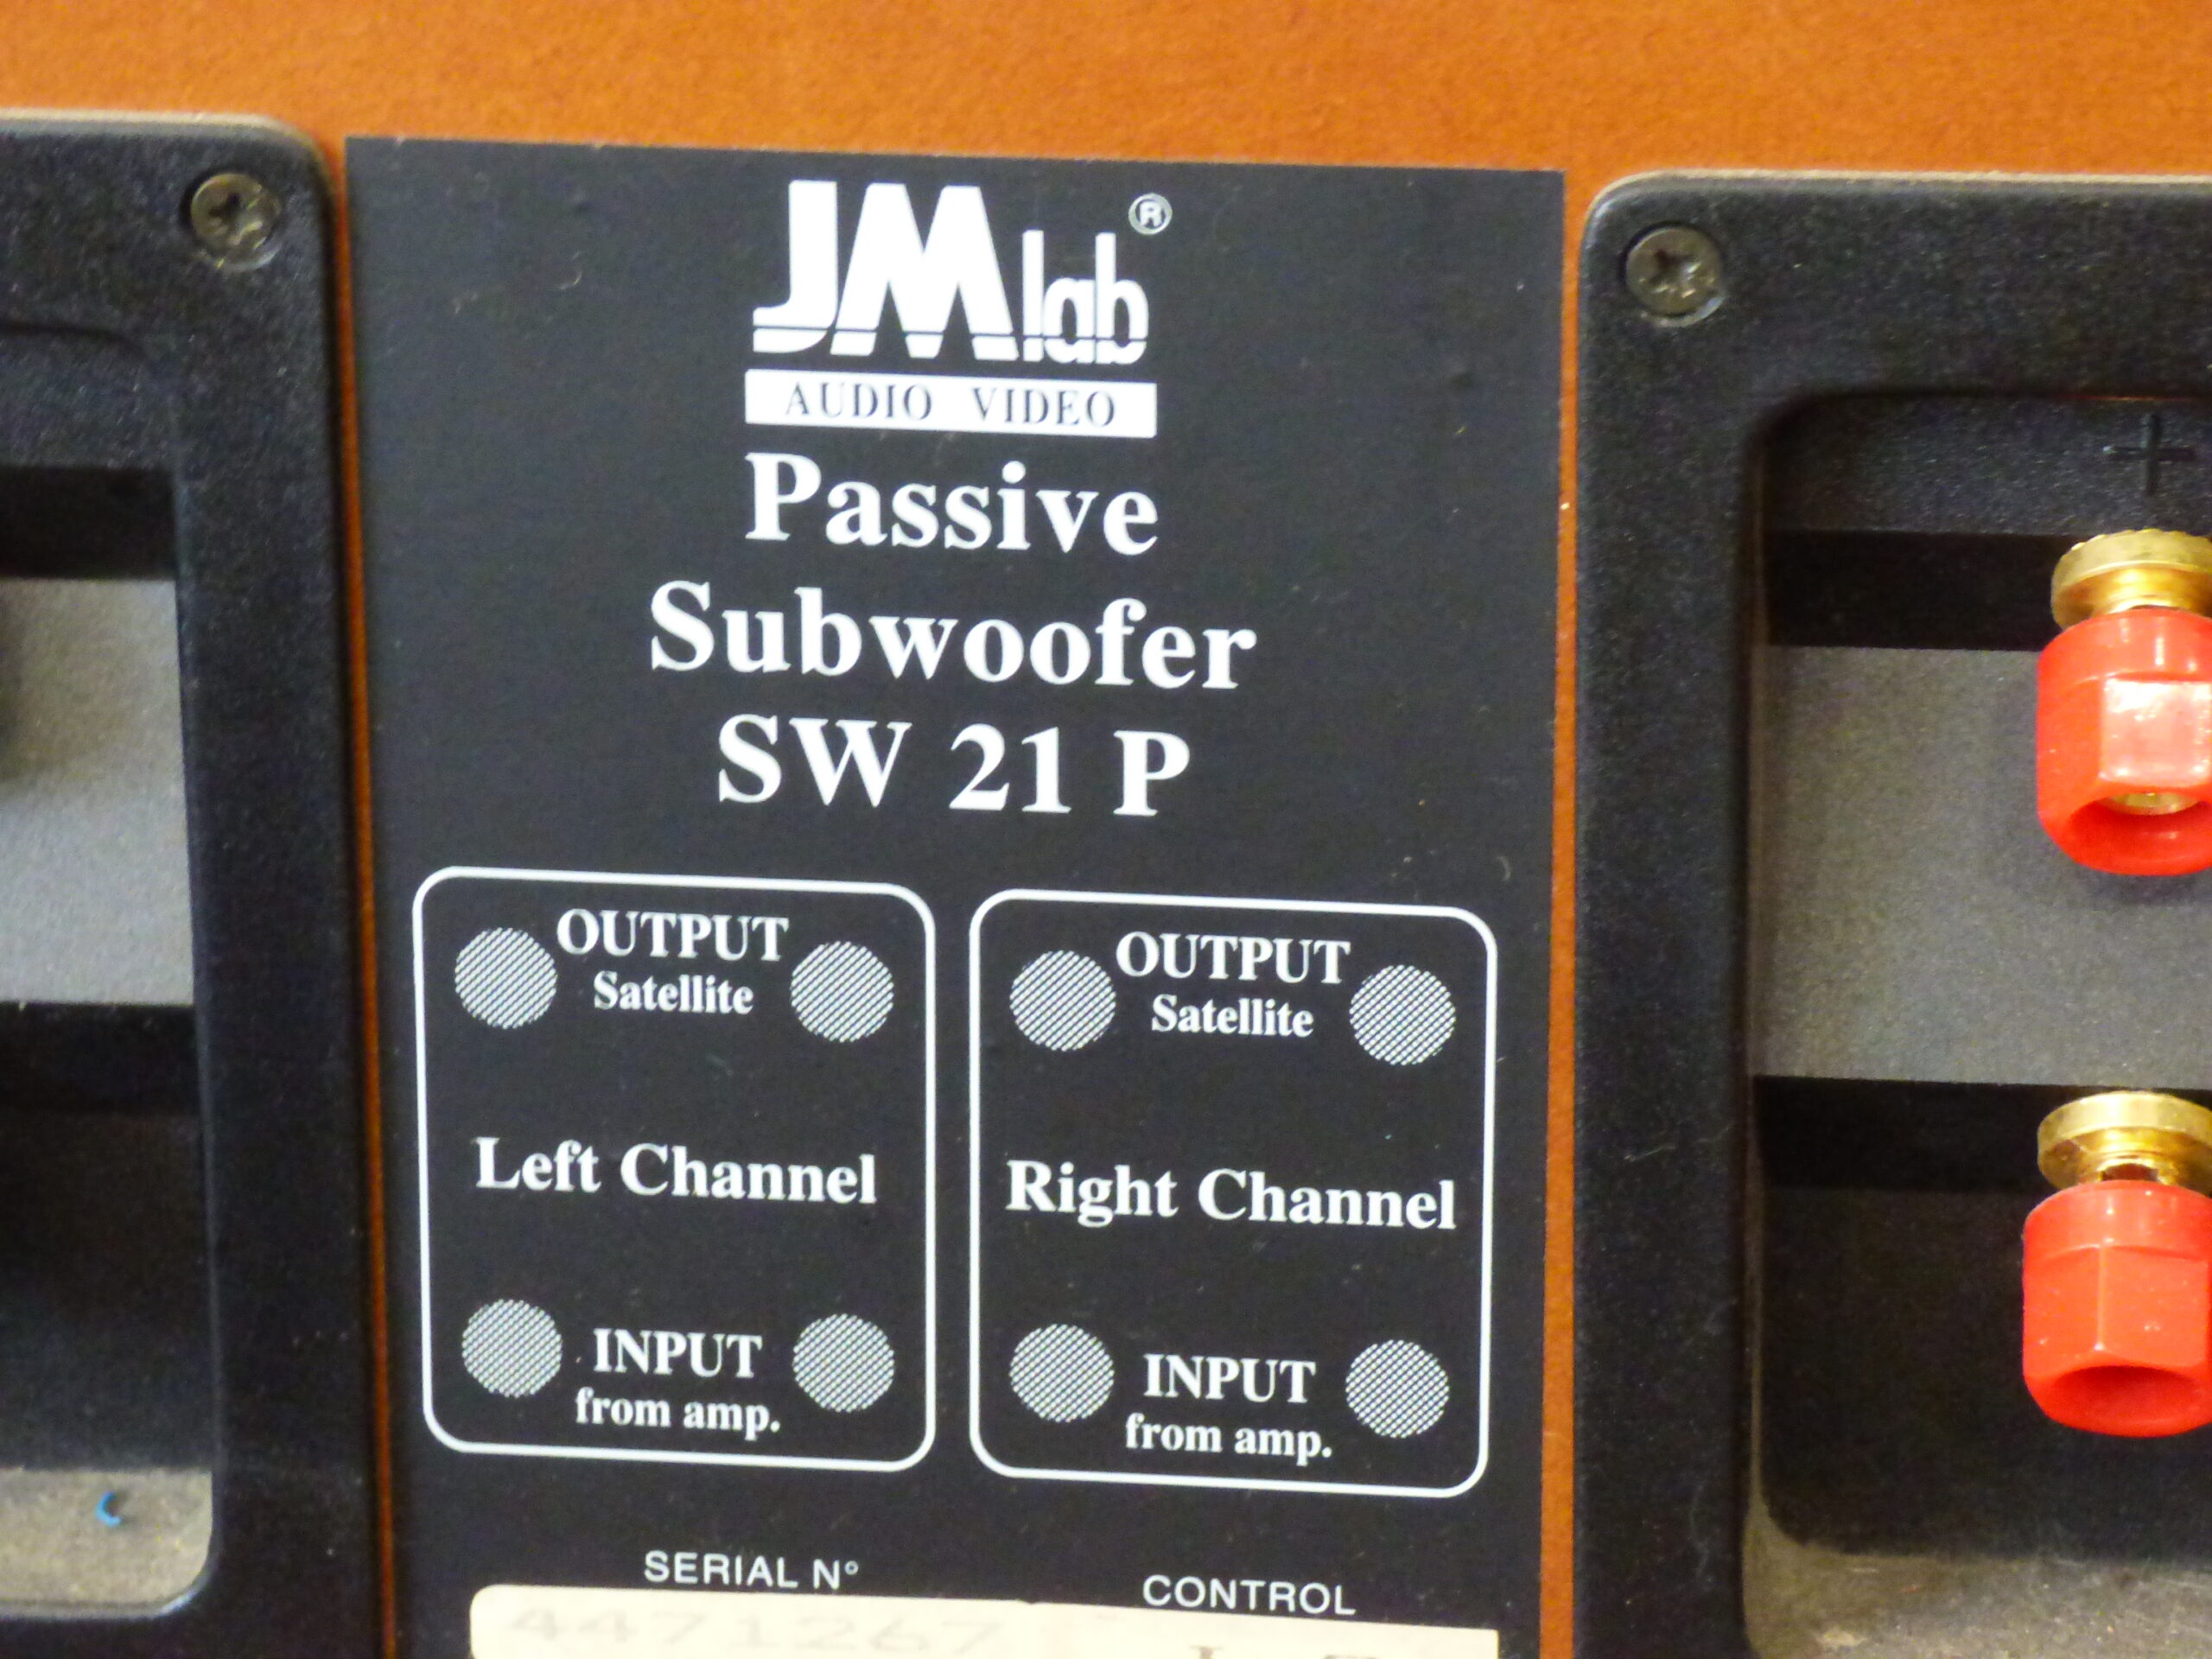 JMlab®
AUDIO VIDEO
Passive
Subwoofer
SW 21 P
OUTPUT
Satellite
Left Channel
INPUT
from amp.
OUTPUT
Satellite
Right Channel
INPUT
from amp.
SERIAL N°
CONTROL
4471267
+